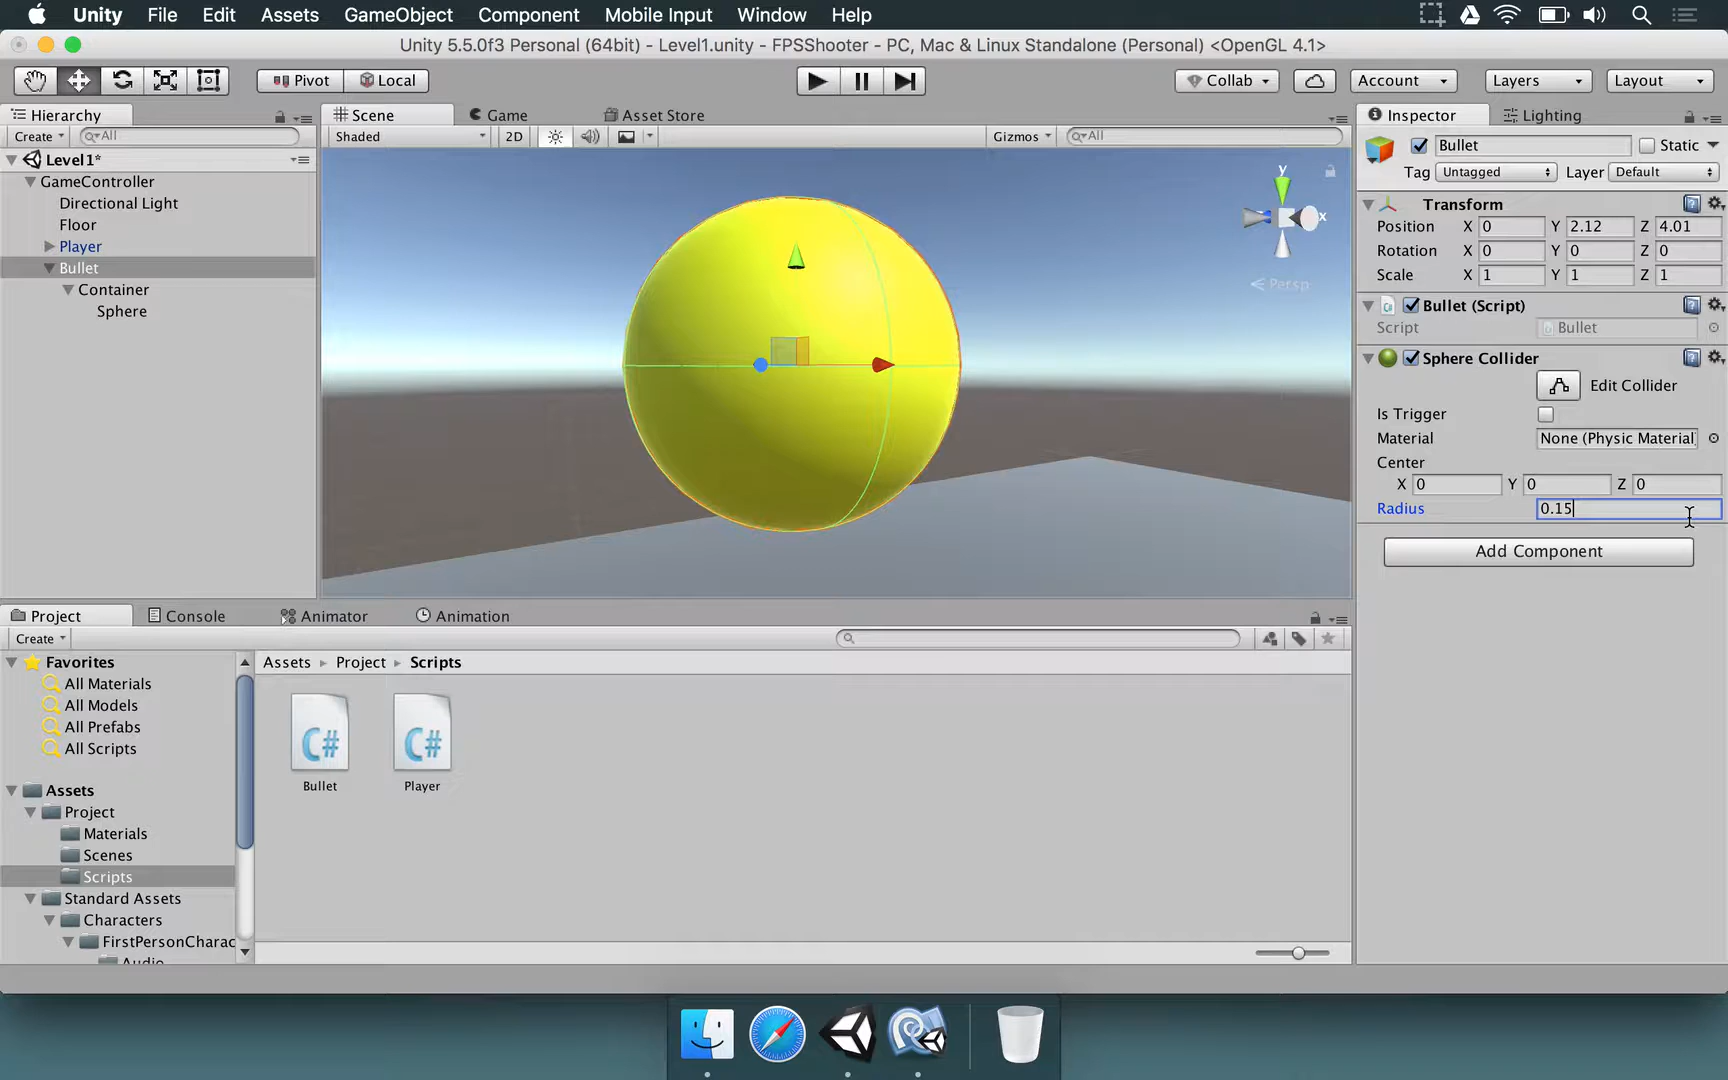 Unity File Edit Assets GameObject Component Mobile Input Window Help
Unity 5.5.0f3 Personal (64bit) - Level1.unity - FPSShooter - PC, Mac & Linux Standalone (Personal) <OpenGL 4.1>
Pivot Local Collab Account Layers Layout
Hierarchy
Create All
Level1*
GameController
Directional Light
Floor
Player
Bullet
Container
Sphere
Scene Game Asset Store
Shaded 2D Gizmos All
y
x
Persp
Inspector Lighting
Bullet Static
Tag Untagged Layer Default
Transform
Position X 0 Y 2.12 Z 4.01
Rotation X 0 Y 0 Z 0
Scale X 1 Y 1 Z 1
Bullet (Script)
Script Bullet
Sphere Collider
Edit Collider
Is Trigger
Material None (Physic Material)
Center
X 0 Y 0 Z 0
Radius 0.15
Add Component
Project Console Animator Animation
Create
Favorites
All Materials
All Models
All Prefabs
All Scripts
Assets
Project
Materials
Scenes
Scripts
Standard Assets
Characters
FirstPersonCharac
Audio
Assets Project Scripts
C# C#
Bullet Player